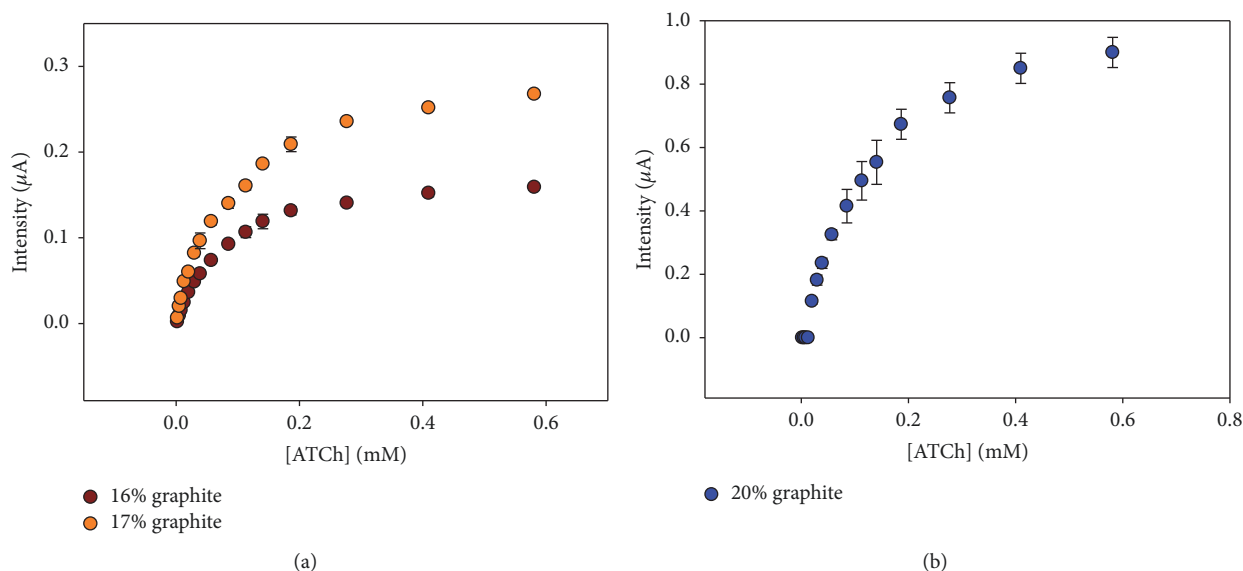 0.3
0.2
0.1
0.0
Intensity (μA)
0.0 0.2 0.4 0.6
[ATCh] (mM)
16% graphite
17% graphite
(a)
1.0
0.8
0.6
0.4
0.2
0.0
Intensity (μA)
0.0 0.2 0.4 0.6 0.8
[ATCh] (mM)
20% graphite
(b)